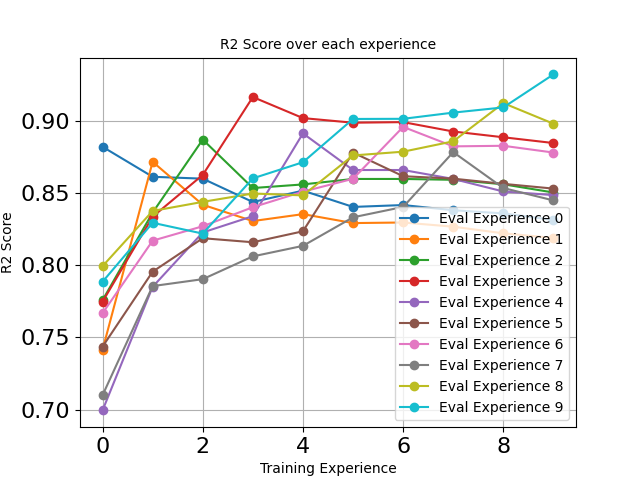 R2 Score over each experience
R2 Score
0.90
0.85
0.80
0.75
0.70
0
2
4
6
8
Training Experience
Eval Experience 0
Eval Experience 1
Eval Experience 2
Eval Experience 3
Eval Experience 4
Eval Experience 5
Eval Experience 6
Eval Experience 7
Eval Experience 8
Eval Experience 9